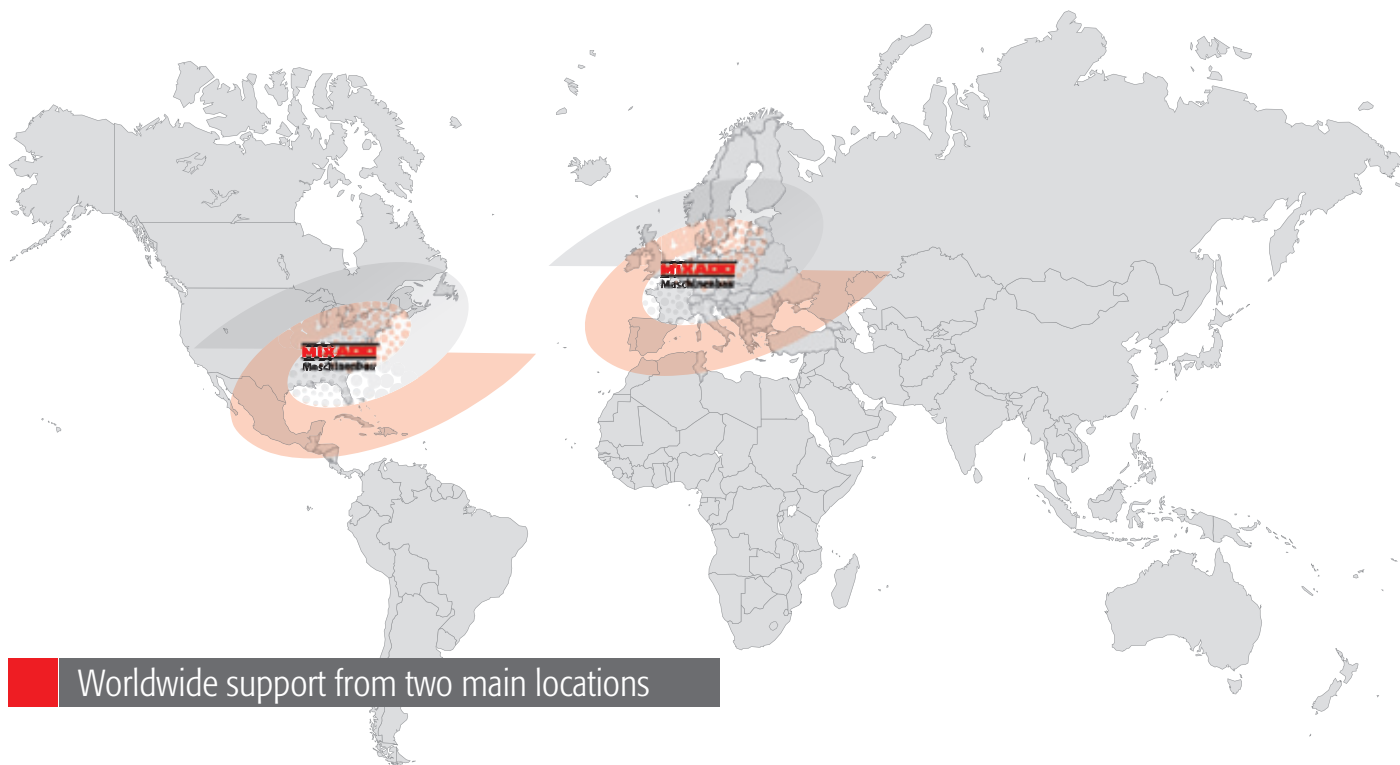 MIXACO
Maschinenbau
MIXACO
Maschinenbau
Worldwide support from two main locations